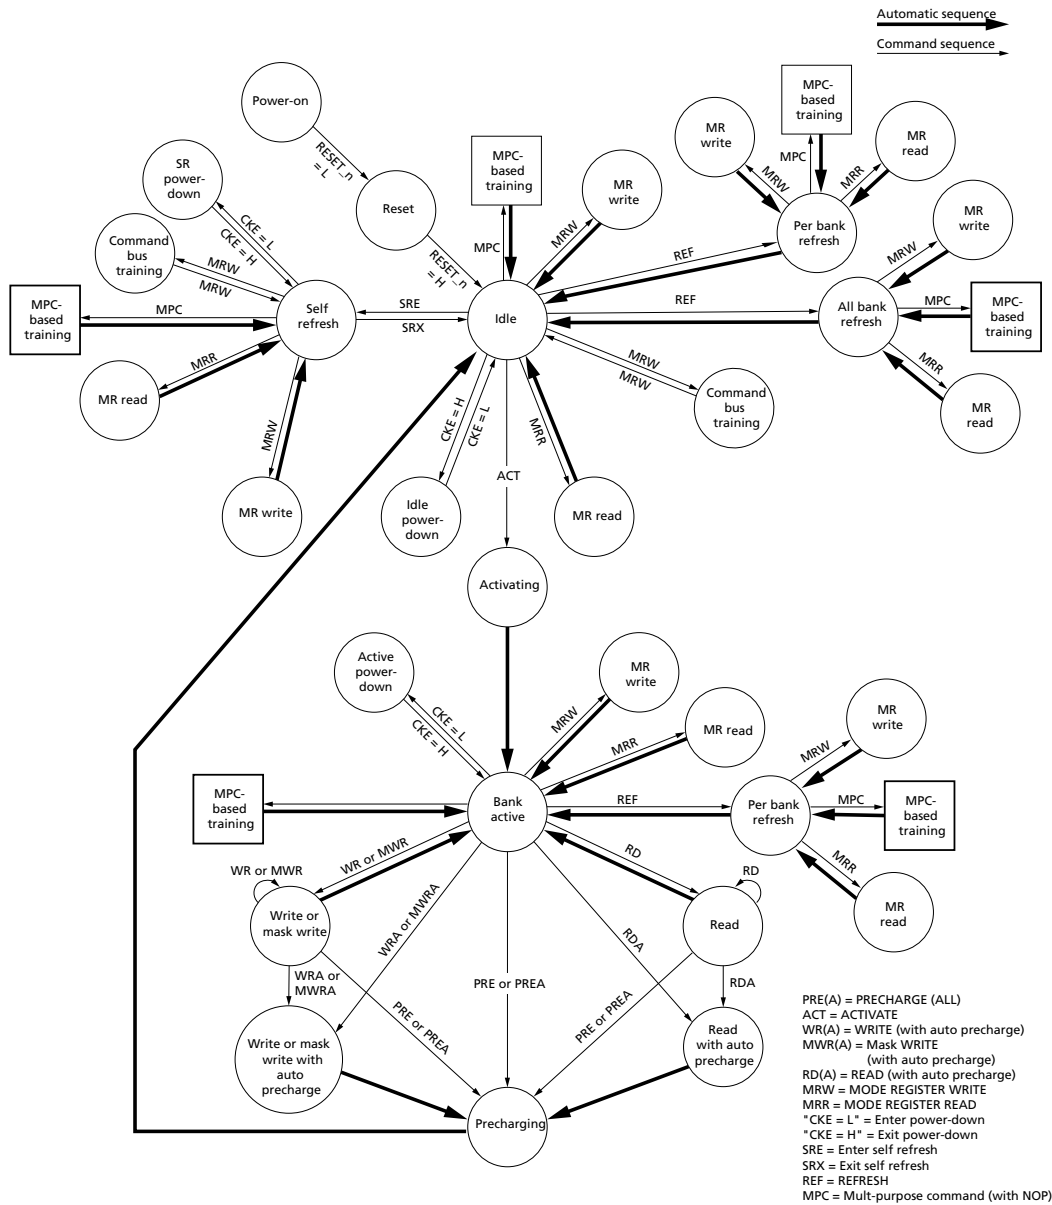 Automatic sequence
Command sequence
Power-on
RESET_n
= L
Reset
RESET_n
= H
SR
power-
down
CKE = L
CKE = H
Command
bus
training
MRW
MRW
MPC-
based
training
MPC
Self
refresh
MRR
MR read
MRW
MR write
SRE
SRX
Idle
MPC-
based
training
MPC
MR
write
MRW
MR
write
MRW
MPC-
based
training
MPC
MR
read
MRR
Per bank
refresh
REF
REF
All bank
refresh
MR
write
MRW
MPC
MPC-
based
training
MRR
MR
read
MRW
MRW
Command
bus
training
CKE = H
CKE = L
Idle
power-
down
ACT
MRR
MR read
Activating
Active
power-
down
CKE = L
CKE = H
MR
write
MRW
MR read
MRR
MPC-
based
training
Bank
active
REF
Per bank
refresh
MR
write
MRW
MPC
MPC-
based
training
MRR
MR
read
WR or MWR
WR or MWR
Write or
mask write
WRA or MWRA
RD
RD
Read
RDA
RDA
WRA or
MWRA
PRE or PREA
PRE or PREA
PRE or PREA
Write or mask
write with
auto
precharge
Read
with auto
precharge
Precharging
PRE(A) = PRECHARGE (ALL)
ACT = ACTIVATE
WR(A) = WRITE (with auto precharge)
MWR(A) = Mask WRITE
(with auto precharge)
RD(A) = READ (with auto precharge)
MRW = MODE REGISTER WRITE
MRR = MODE REGISTER READ
"CKE = L" = Enter power-down
"CKE = H" = Exit power-down
SRE = Enter self refresh
SRX = Exit self refresh
REF = REFRESH
MPC = Mult-purpose command (with NOP)